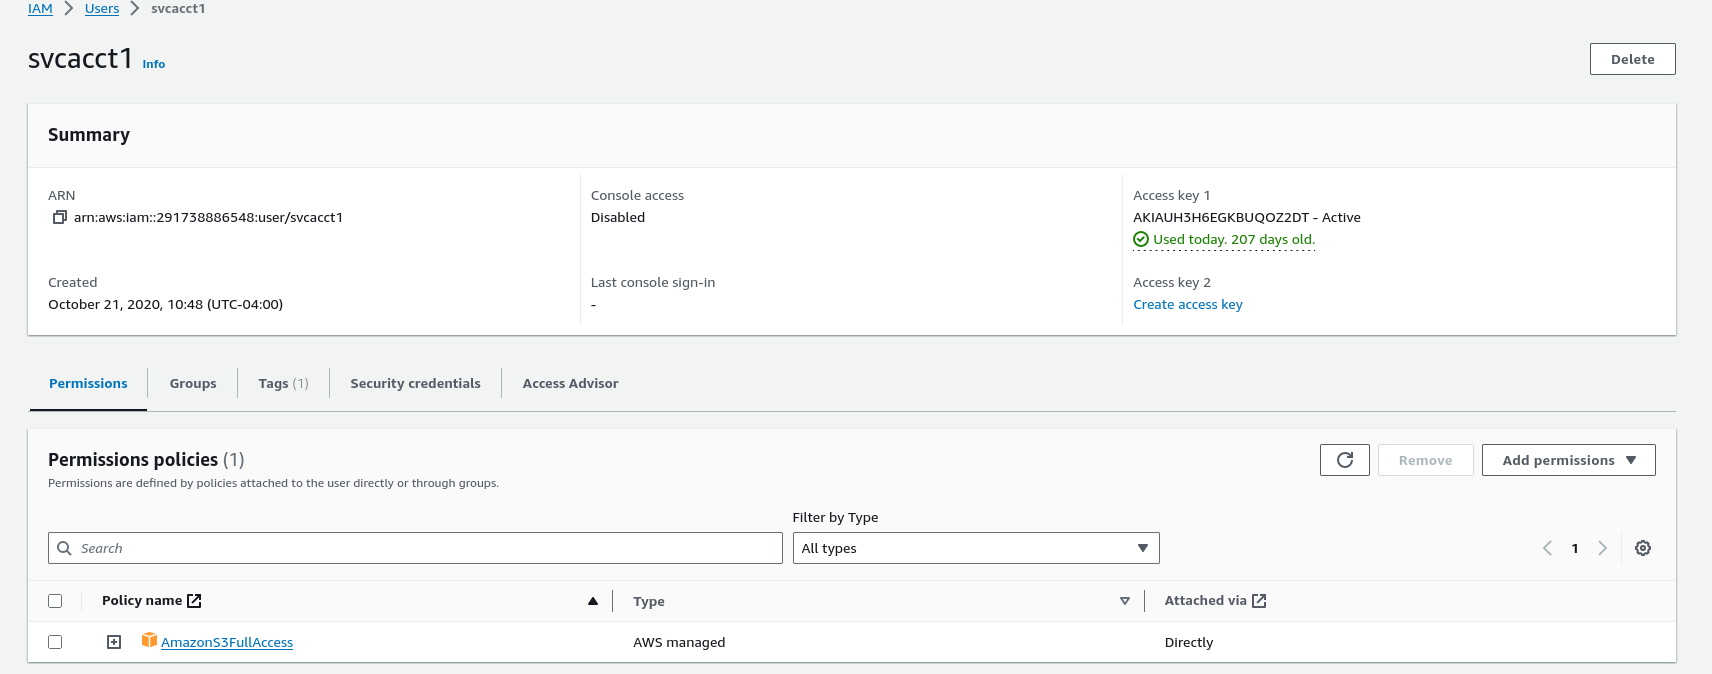 IAM > Users > svcacct1
svcacct1 Info
Delete
Summary
ARN
arn:aws:iam::291738886548:user/svcacct1
Console access
Disabled
Access key 1
AKIAUH3H6EGKBUQOZ2DT - Active
Used today. 207 days old.
Created
October 21, 2020, 10:48 (UTC-04:00)
Last console sign-in
-
Access key 2
Create access key
Permissions Groups Tags (1) Security credentials Access Advisor
Permissions policies (1)
Permissions are defined by policies attached to the user directly or through groups.
Remove
Add permissions
Filter by Type
Search
All types
1
Policy name Type Attached via
AmazonS3FullAccess AWS managed Directly